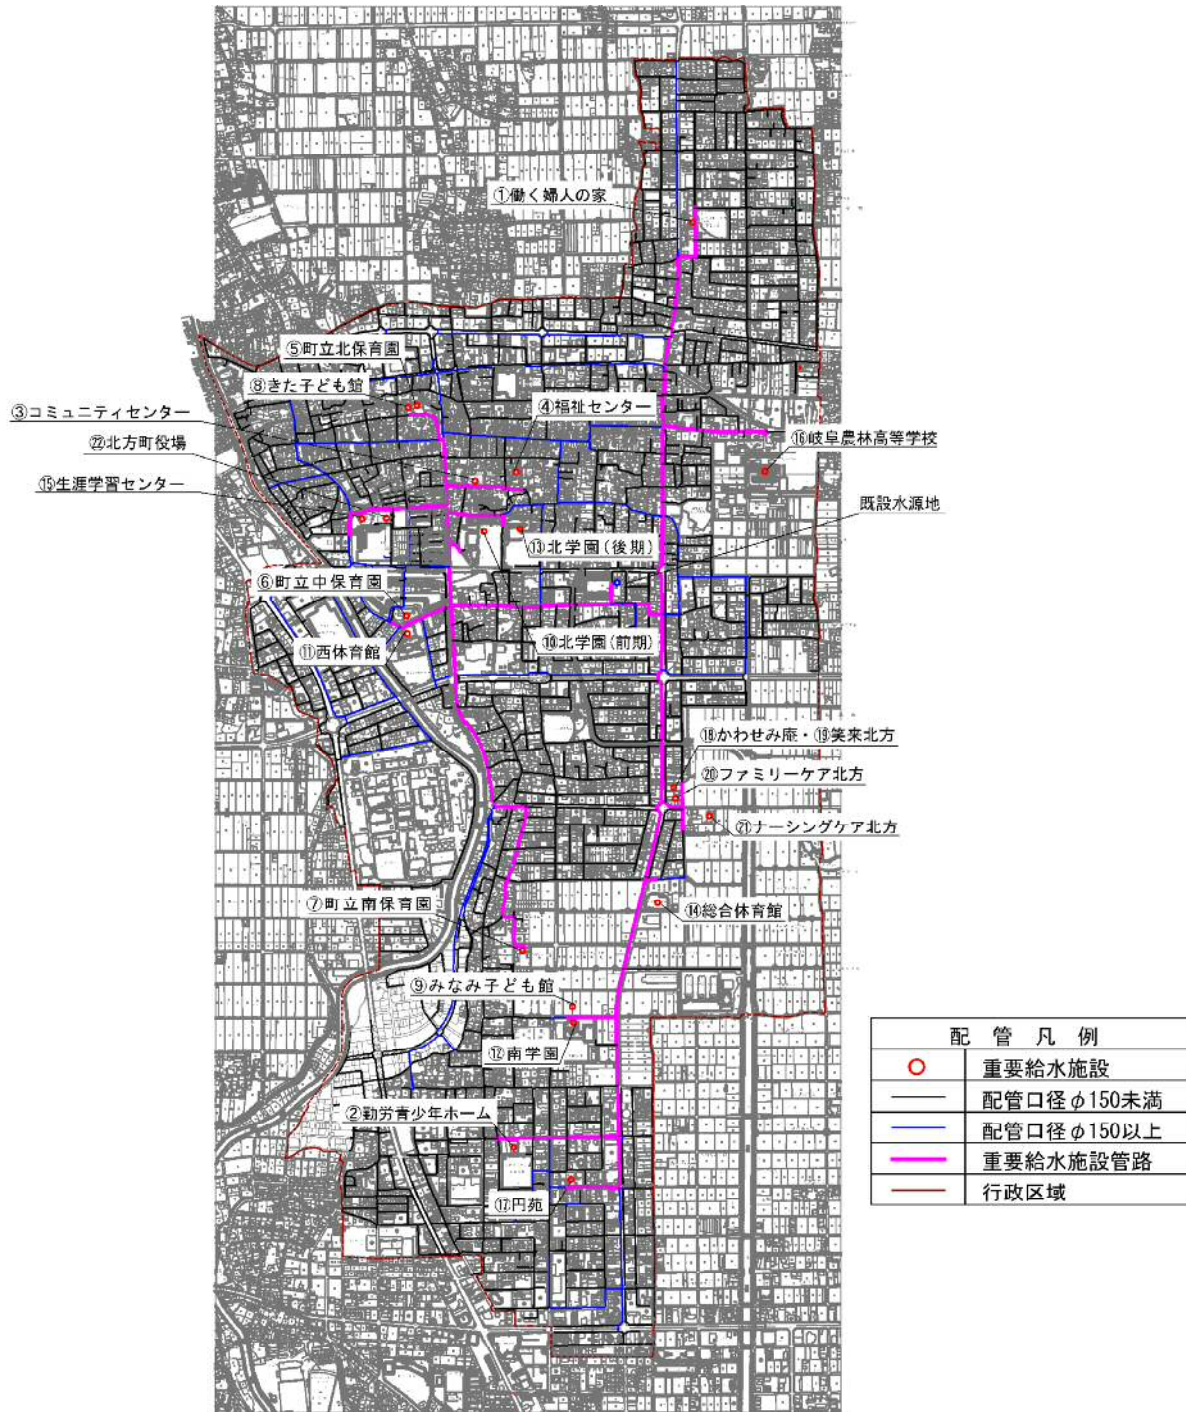 ①働く婦人の家
⑤町立北保育園
⑧きた子ども館
③コミュニティセンター
④福祉センター
㉒北方町役場
⑯岐阜農林高等学校
⑮生涯学習センター
既設水源地
⑬北学園(後期)
⑥町立中保育園
⑩北学園(前期)
⑪西体育館
⑱かわせみ庵・⑲笑来北方
⑳ファミリーケア北方
㉑ナーシングケア北方
⑦町立南保育園
⑭総合体育館
⑨みなみ子ども館
⑫南学園
②勤労青少年ホーム
⑰円苑
配管凡例
重要給水施設
配管口径φ150未満
配管口径φ150以上
重要給水施設管路
行政区域